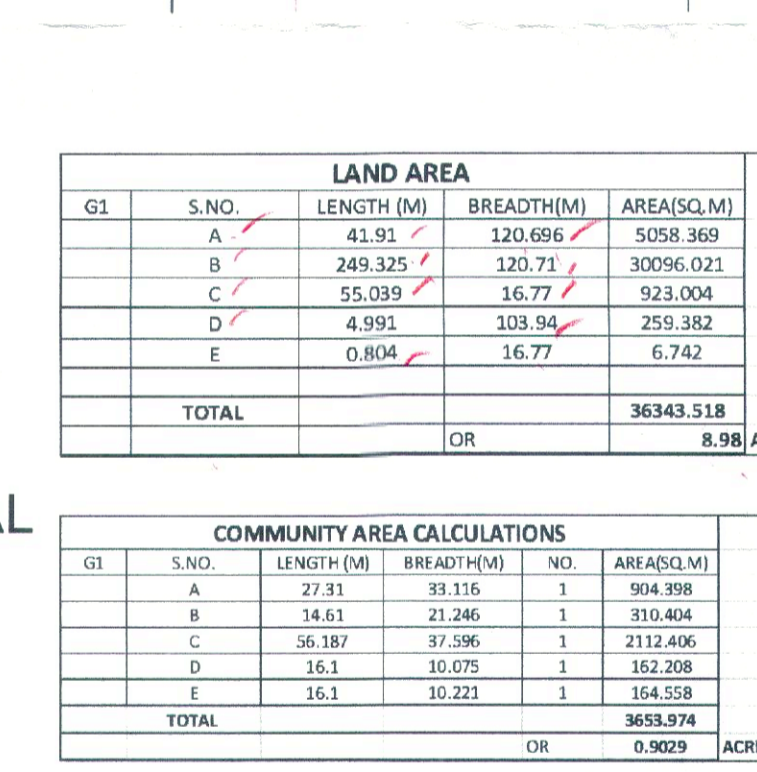 LAND AREA
G1 S.NO. LENGTH (M) BREADTH(M) AREA(SQ.M)
A 41.91 120.696 5058.369
B 249.325 120.71 30096.021
C 55.039 16.77 923.004
D 4.991 103.94 259.382
E 0.804 16.77 6.742
TOTAL 36343.518
OR 8.98 A
AL
COMMUNITY AREA CALCULATIONS
G1 S.NO. LENGTH (M) BREADTH(M) NO. AREA(SQ.M)
A 27.31 33.116 1 904.398
B 14.61 21.246 1 310.404
C 56.187 37.596 1 2112.406
D 16.1 10.075 1 162.208
E 16.1 10.221 1 164.558
TOTAL 3653.974
OR 0.9029 ACRE